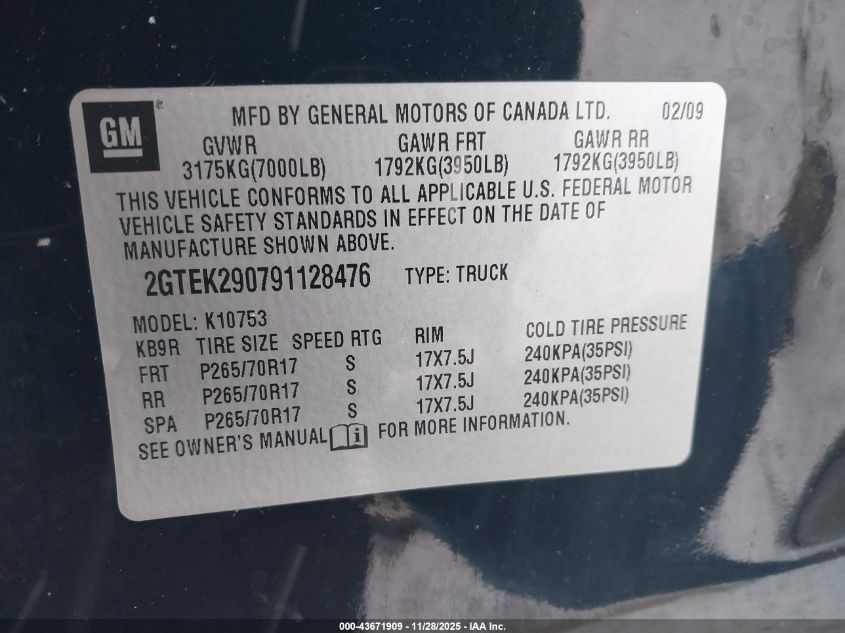 GM ® MFD BY GENERAL MOTORS OF CANADA LTD. 02/09
GVWR GAWR FRT GAWR RR
3175KG(7000LB) 1792KG(3950LB) 1792KG(3950LB)
THIS VEHICLE CONFORMS TO ALL APPLICABLE U.S. FEDERAL MOTOR
VEHICLE SAFETY STANDARDS IN EFFECT ON THE DATE OF
MANUFACTURE SHOWN ABOVE.
2GTEK290791128476 TYPE: TRUCK
MODEL: K10753
KB9R TIRE SIZE SPEED RTG RIM COLD TIRE PRESSURE
FRT P265/70R17 S 17X7.5J 240KPA(35PSI)
RR P265/70R17 S 17X7.5J 240KPA(35PSI)
SPA P265/70R17 S 17X7.5J 240KPA(35PSI)
SEE OWNER'S MANUAL i FOR MORE INFORMATION.
000-43671909 - 11/28/2025 - IAA Inc.